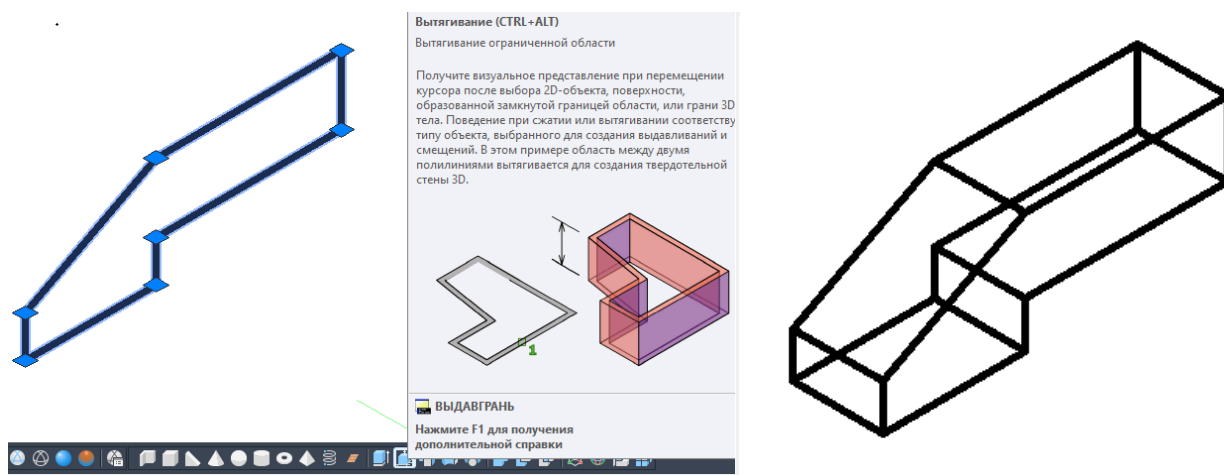 Вытягивание (CTRL+ALT)
Вытягивание ограниченной области
Получите визуальное представление при перемещении
курсора после выбора 2D-объекта, поверхности,
образованной замкнутой границей области, или грани 3D
тела. Поведение при сжатии или вытягивании соответству
типу объекта, выбранного для создания выдавливаний и
смещений. В этом примере область между двумя
полилиниями вытягивается для создания твердотельной
стены 3D.
1
ВЫДАВГРАНЬ
Нажмите F1 для получения
дополнительной справки